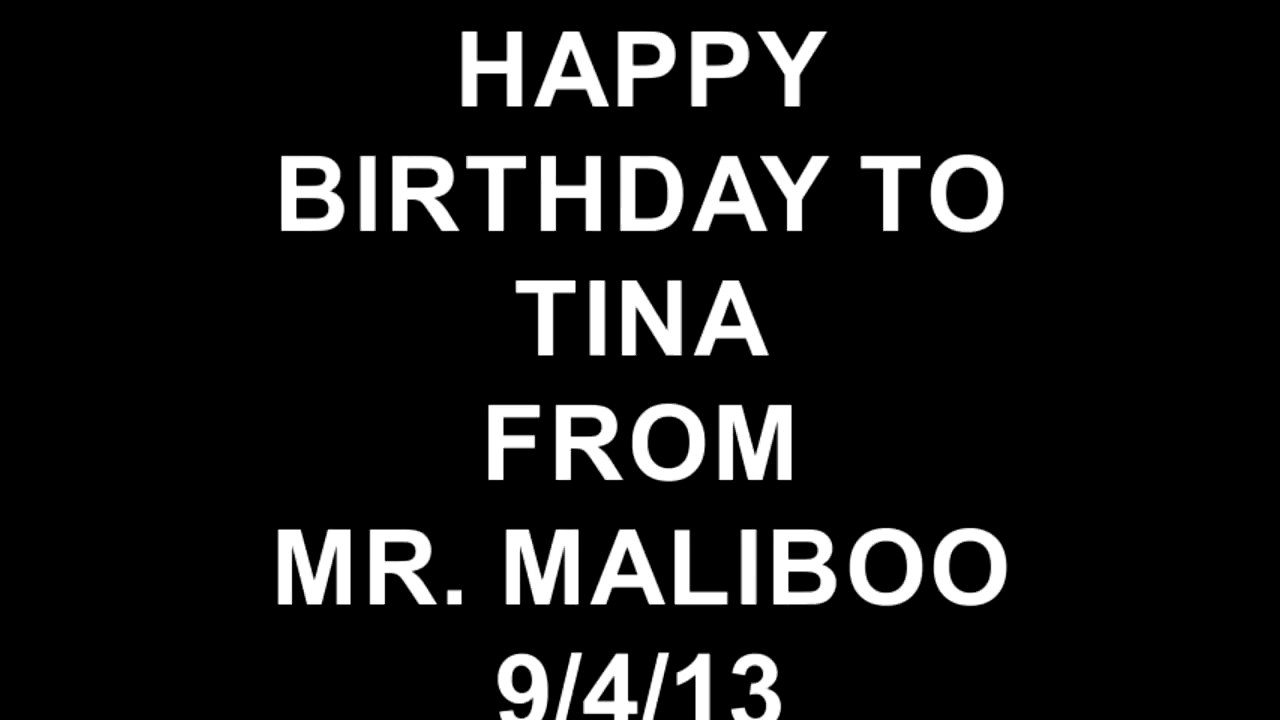 HAPPY
BIRTHDAY TO
TINA
FROM
MR. MALIBOO
9/4/13